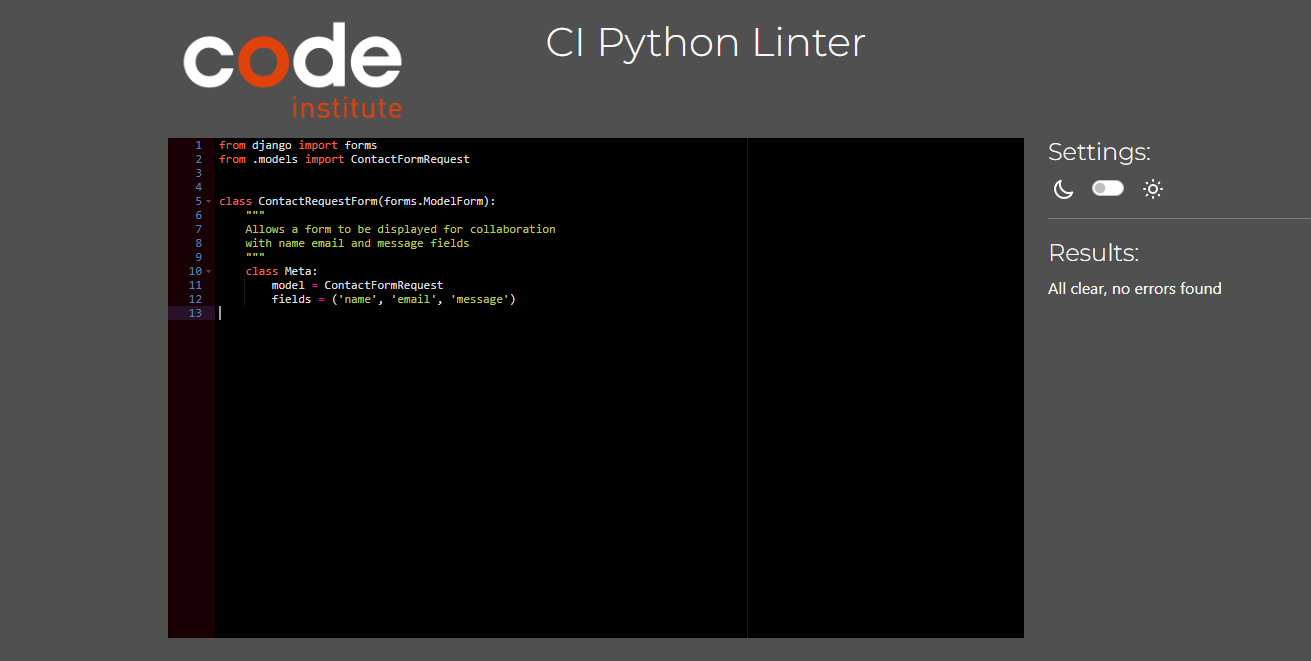 code
institute
CI Python Linter
1 from django import forms
2 from .models import ContactFormRequest
3
4
5 class ContactRequestForm(forms.ModelForm):
6     """
7     Allows a form to be displayed for collaboration
8     with name email and message fields
9     """
10     class Meta:
11         model = ContactFormRequest
12         fields = ('name', 'email', 'message')
13
Settings:
Results:
All clear, no errors found